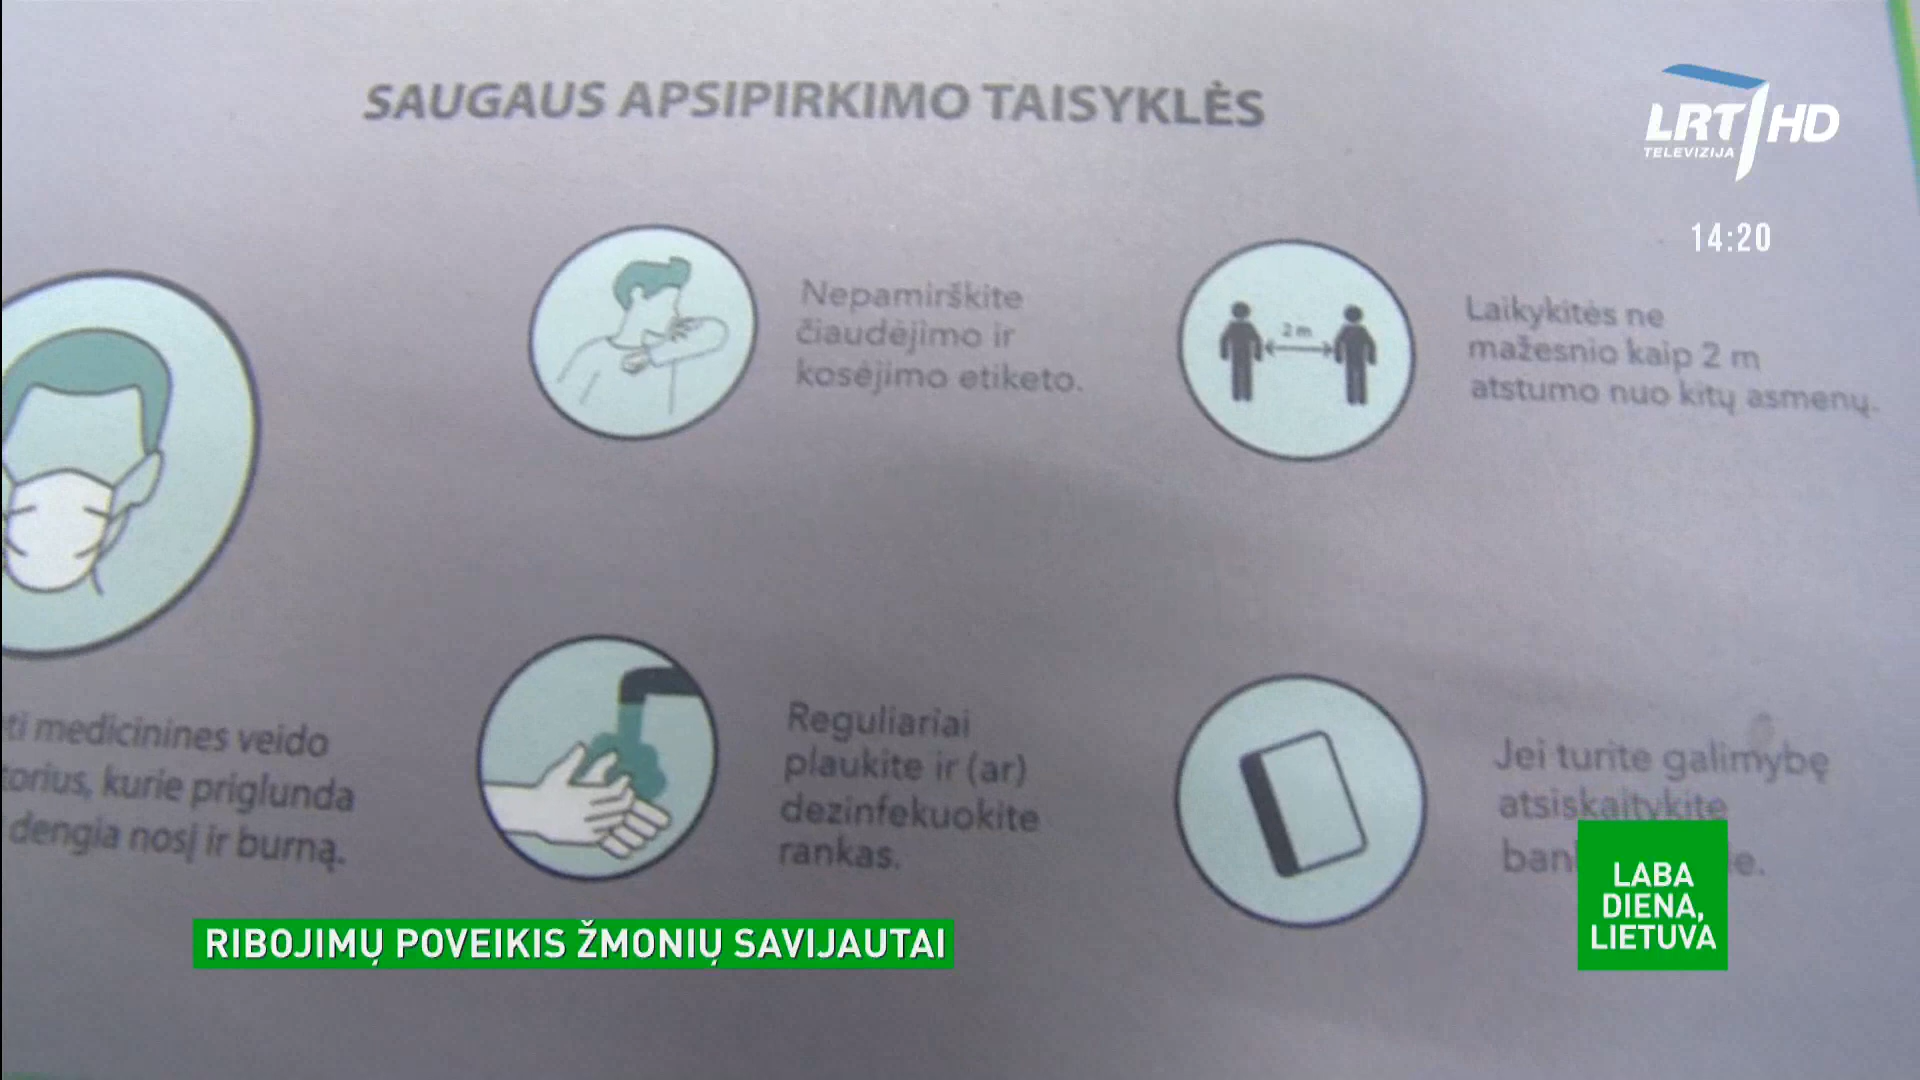 SAUGAUS APSIPIRKIMO TAISYKLĖS
LRT HD
TELEVIZIJA
14:20
Nepamirškite
čiaudėjimo ir
kosėjimo etiketo.
2 m
Laikykitės ne
mažesnio kaip 2 m
atstumo nuo kitų asmenų.
medicinines veido
kurie priglunda
dengia nosį ir burną.
Reguliariai
plaukite ir (ar)
dezinfekuokite
rankas.
Jei turite galimybę
atsiskaitykite
LABA
DIENA,
LIETUVA
RIBOJIMŲ POVEIKIS ŽMONIŲ SAVIJAUTAI